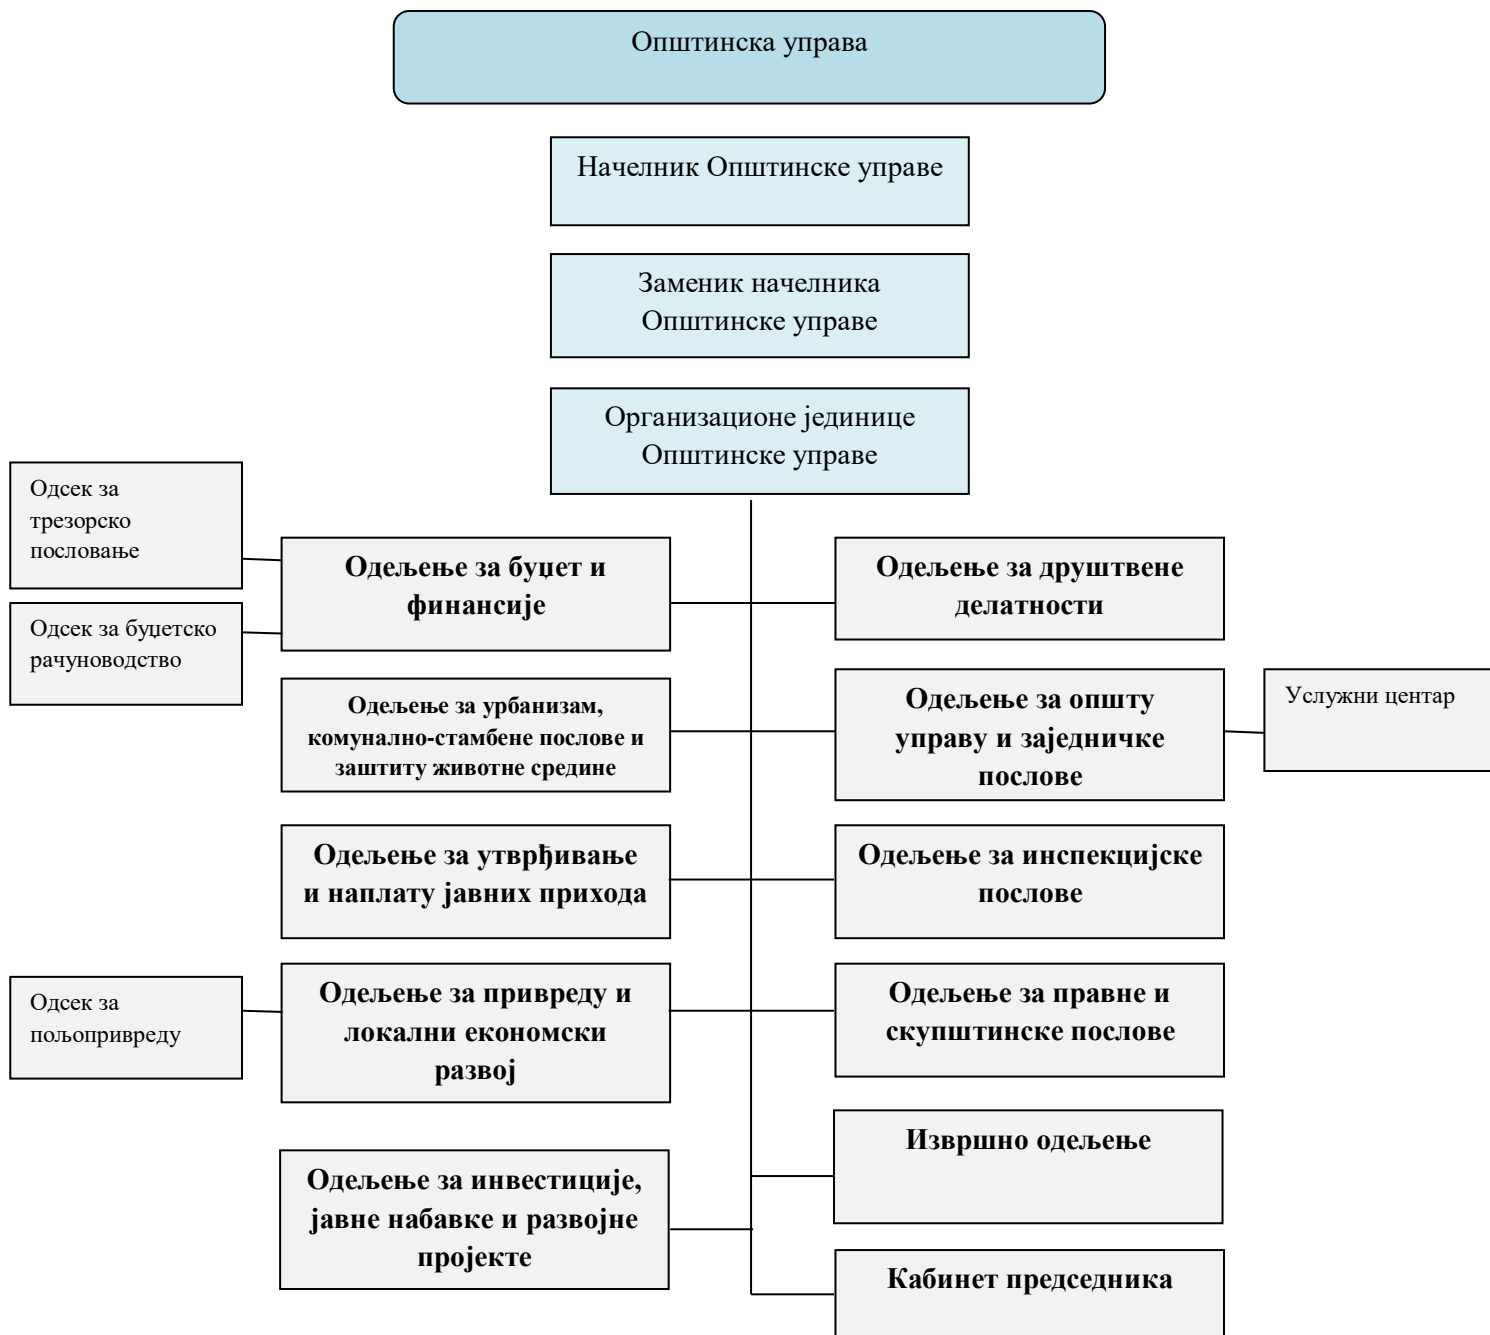 Општинска управа
Начелник Општинске управе
Заменик начелника
Општинске управе
Организационе јединице
Општинске управе
Одсек за
трезорско
пословање
Одељење за буџет и
финансије
Одељење за друштвене
делатности
Одсек за буџетско
рачуноводство
Одељење за урбанизам,
комунално-стамбене послове и
заштиту животне средине
Одељење за општу
управу и заједничке
послове
Услужни центар
Одељење за утврђивање
и наплату јавних прихода
Одељење за инспекцијске
послове
Одсек за
пољопривреду
Одељење за привреду и
локални економски
развој
Одељење за правне и
скупштинске послове
Извршно одељење
Одељење за инвестиције,
јавне набавке и развојне
пројекте
Кабинет председника